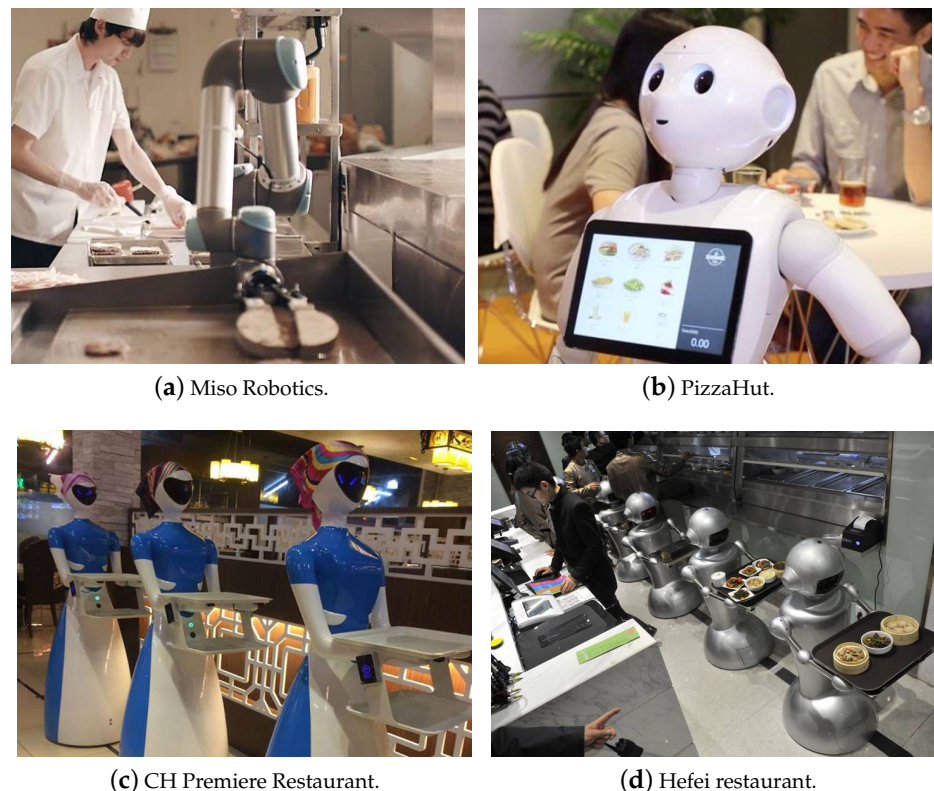 0.00
(a) Miso Robotics.
(b) PizzaHut.
(c) CH Premiere Restaurant.
(d) Hefei restaurant.